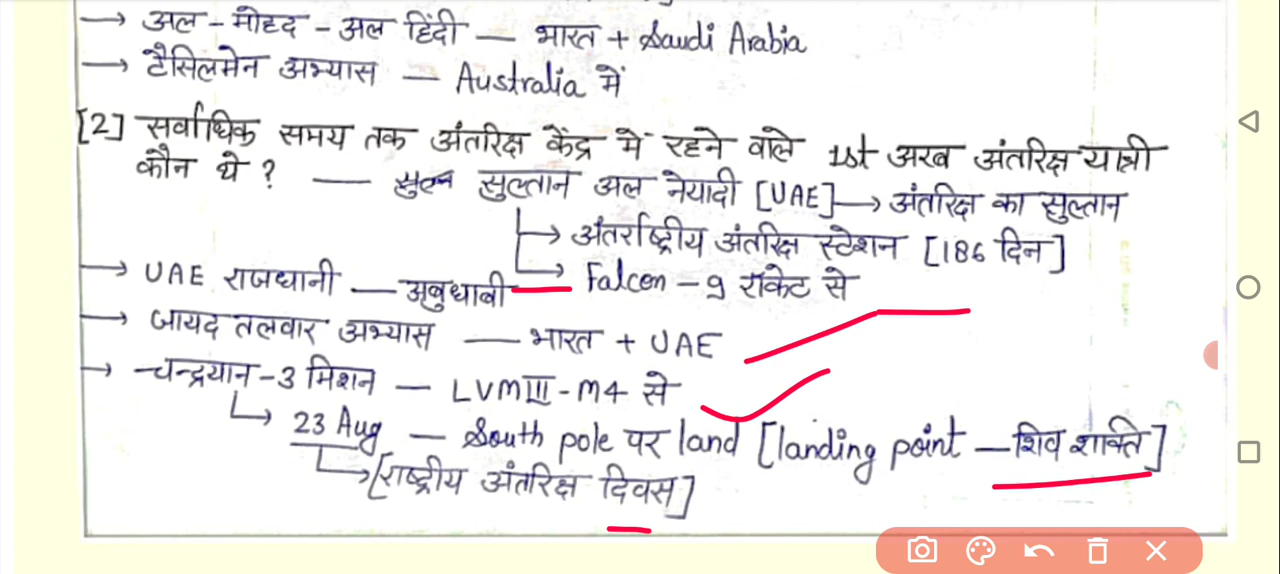 → अल - मोहद - अल हिंदी — भारत + Saudi Arabia
→ टैसिलमेन अभ्यास — Australia में
[2] सर्वाधिक समय तक अंतरिक्ष केंद्र में रहने वाले 1st अरब अंतरिक्ष यात्री
कौन थे ? — सुल्तान अल नेयादी [UAE] → अंतरिक्ष का सुल्तान
→ अंतर्राष्ट्रीय अंतरिक्ष स्टेशन [186 दिन]
→ UAE राजधानी — अबुधाबी → Falcon - 9 रॉकेट से
→ जायद तलवार अभ्यास — भारत + UAE
→ चन्द्रयान - 3 मिशन — LVMIII - M4 से
↳ 23 Aug — South pole पर land [landing point — शिव शक्ति]
↳ [राष्ट्रीय अंतरिक्ष दिवस]